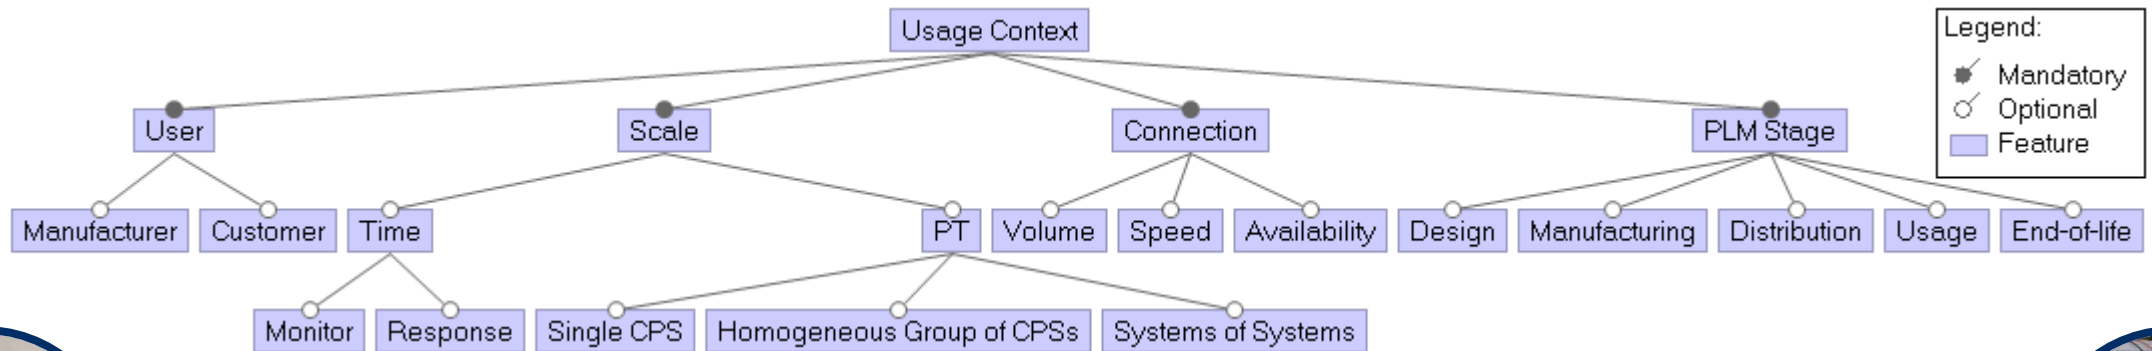 Usage Context
Legend:
Mandatory
Optional
Feature
User
Scale
Connection
PLM Stage
Manufacturer
Customer
Time
PT
Volume
Speed
Availability
Design
Manufacturing
Distribution
Usage
End-of-life
Monitor
Response
Single CPS
Homogeneous Group of CPSs
Systems of Systems